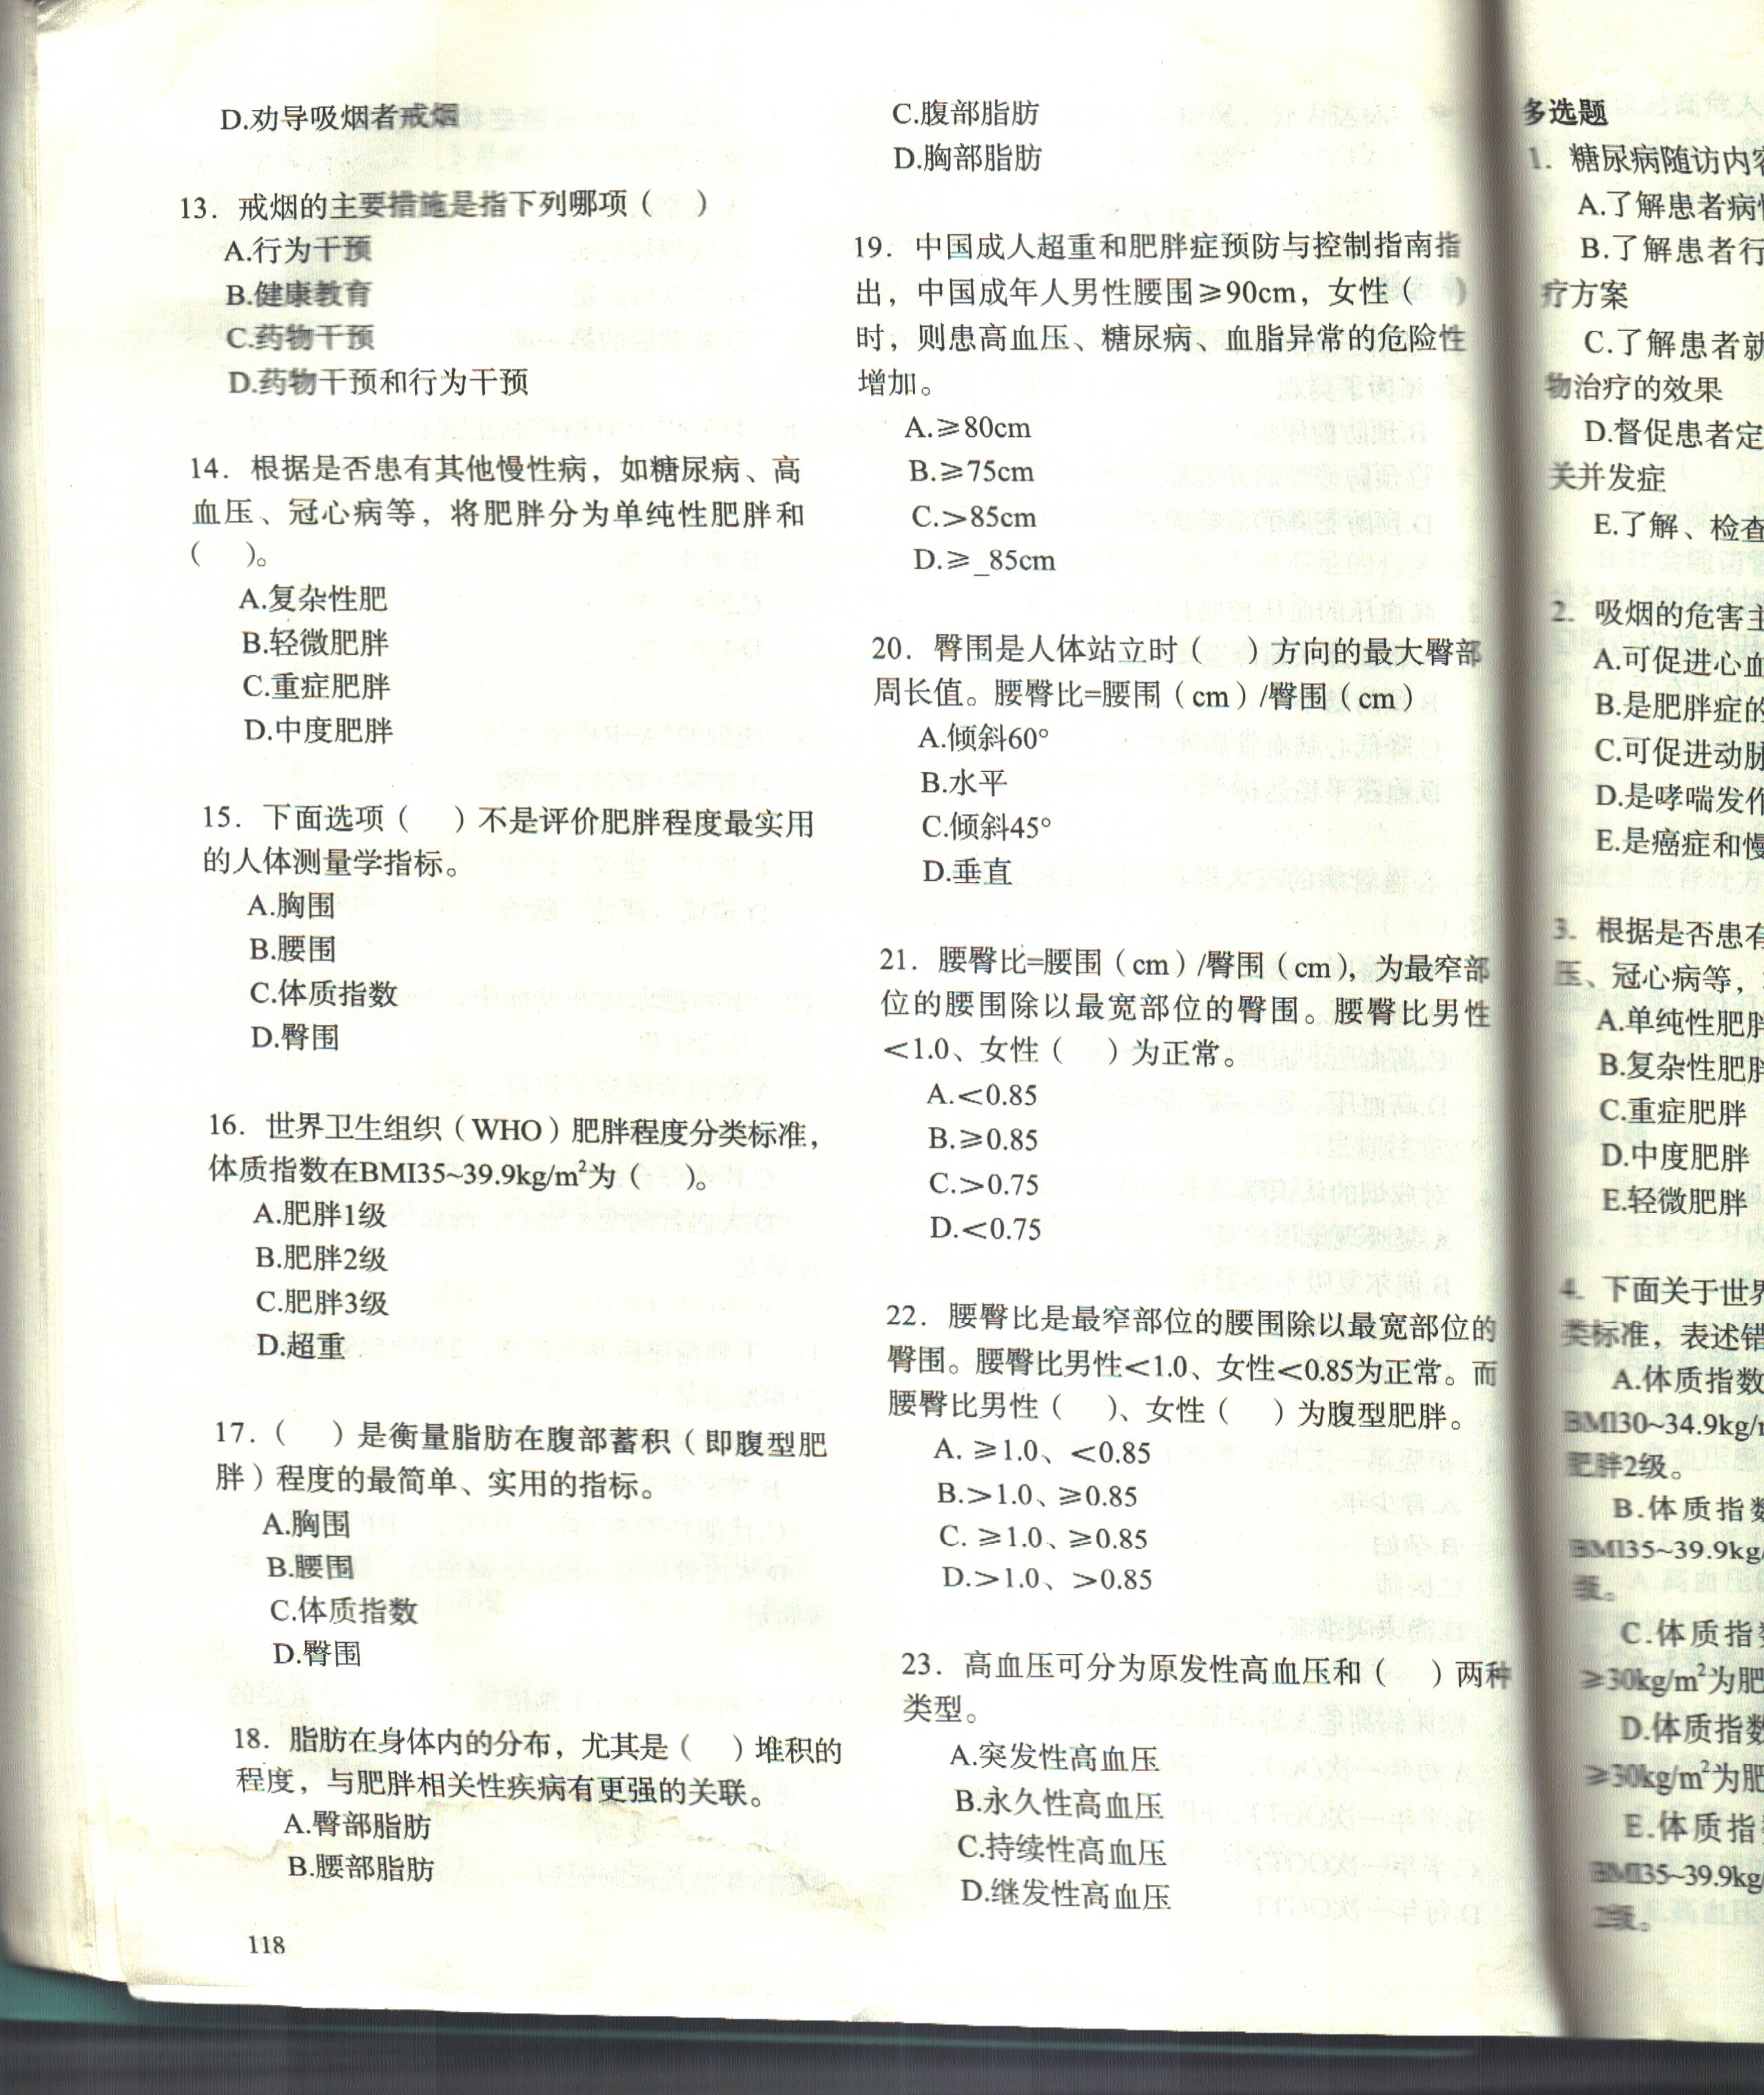 D.劝导吸烟者戒烟
13. 戒烟的主要措施是指下列哪项（ ）
A.行为干预
B.健康教育
C.药物干预
D.药物干预和行为干预
14. 根据是否患有其他慢性病，如糖尿病、高
血压、冠心病等，将肥胖分为单纯性肥胖和
（ ）。
A.复杂性肥
B.轻微肥胖
C.重症肥胖
D.中度肥胖
15. 下面选项（ ）不是评价肥胖程度最实用
的人体测量学指标。
A.胸围
B.腰围
C.体质指数
D.臀围
16. 世界卫生组织（WHO）肥胖程度分类标准，
体质指数在BMI35~39.9kg/m²为（ ）。
A.肥胖1级
B.肥胖2级
C.肥胖3级
D.超重
17.（ ）是衡量脂肪在腹部蓄积（即腹型肥
胖）程度的最简单、实用的指标。
A.胸围
B.腰围
C.体质指数
D.臀围
18. 脂肪在身体内的分布，尤其是（ ）堆积的
程度，与肥胖相关性疾病有更强的关联。
A.臀部脂肪
B.腰部脂肪
118
C.腹部脂肪
D.胸部脂肪
19. 中国成人超重和肥胖症预防与控制指南指
出，中国成年人男性腰围≥90cm，女性（ ）
时，则患高血压、糖尿病、血脂异常的危险性
增加。
A.≥80cm
B.≥75cm
C.>85cm
D.≥_85cm
20. 臀围是人体站立时（ ）方向的最大臀部
周长值。腰臀比=腰围（cm）/臀围（cm）
A.倾斜60°
B.水平
C.倾斜45°
D.垂直
21. 腰臀比=腰围（cm）/臀围（cm），为最窄部
位的腰围除以最宽部位的臀围。腰臀比男性
<1.0、女性（ ）为正常。
A.<0.85
B.≥0.85
C.>0.75
D.<0.75
22. 腰臀比是最窄部位的腰围除以最宽部位的
臀围。腰臀比男性<1.0、女性<0.85为正常。而
腰臀比男性（ ）、女性（ ）为腹型肥胖。
A. ≥1.0、<0.85
B.>1.0、≥0.85
C. ≥1.0、≥0.85
D.>1.0、>0.85
23. 高血压可分为原发性高血压和（ ）两种
类型。
A.突发性高血压
B.永久性高血压
C.持续性高血压
D.继发性高血压
多选题
1. 糖尿病随访内
A.了解患者病
B.了解患者行
疗方案
C.了解患者就
物治疗的效果
D.督促患者定
关并发症
E.了解、检查
2. 吸烟的危害主
A.可促进心血
B.是肥胖症的
C.可促进动脉
D.是哮喘发作
E.是癌症和慢
3. 根据是否患有
压、冠心病等，
A.单纯性肥胖
B.复杂性肥胖
C.重症肥胖
D.中度肥胖
E.轻微肥胖
4. 下面关于世界
类标准，表述错
A.体质指数
BMI30~34.9kg/
肥胖2级。
B.体质指数
BMI35~39.9kg/
级。
C.体质指数
≥30kg/m²为肥
D.体质指数
≥30kg/m²为肥
E.体质指数
BMI35~39.9kg/
2级。